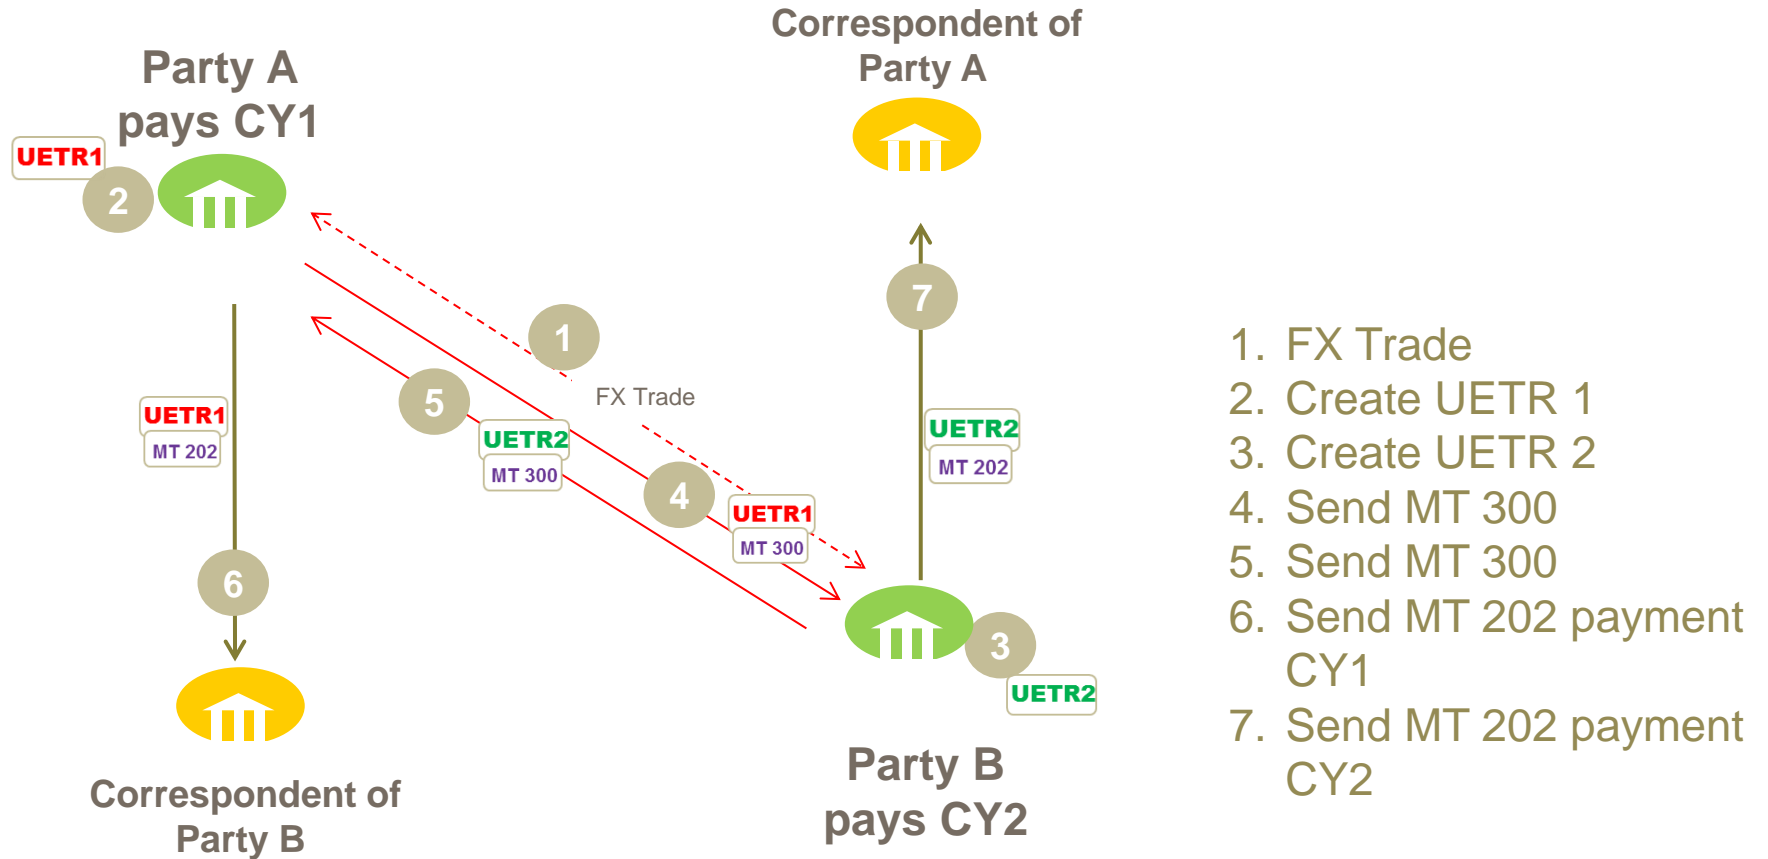 Correspondent of
Party A
Party A
pays CY1
UETR1
2
7
1
FX Trade
5
UETR2
MT 300
4
UETR1
MT 300
UETR1
MT 202
UETR2
MT 202
6
3
UETR2
Party B
pays CY2
Correspondent of
Party B
1. FX Trade
2. Create UETR 1
3. Create UETR 2
4. Send MT 300
5. Send MT 300
6. Send MT 202 payment
CY1
7. Send MT 202 payment
CY2